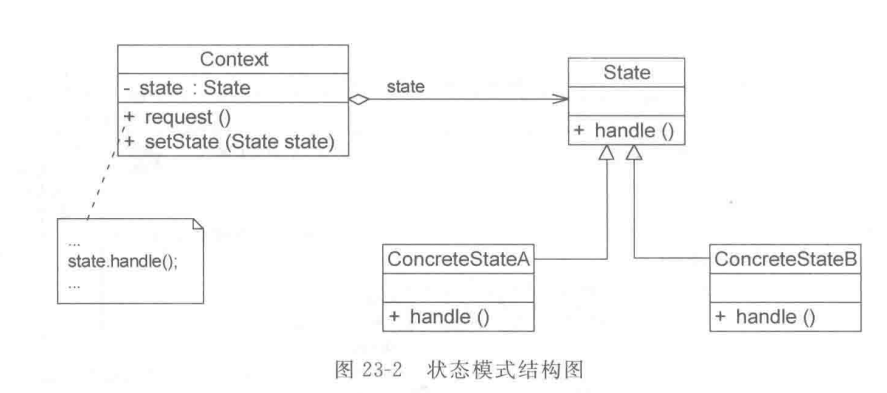 Context
- state : State
+ request ()
+ setState (State state)
state
State
+ handle ()
...
state.handle();
...
ConcreteStateA
+ handle ()
ConcreteStateB
+ handle ()
图 23-2 状态模式结构图